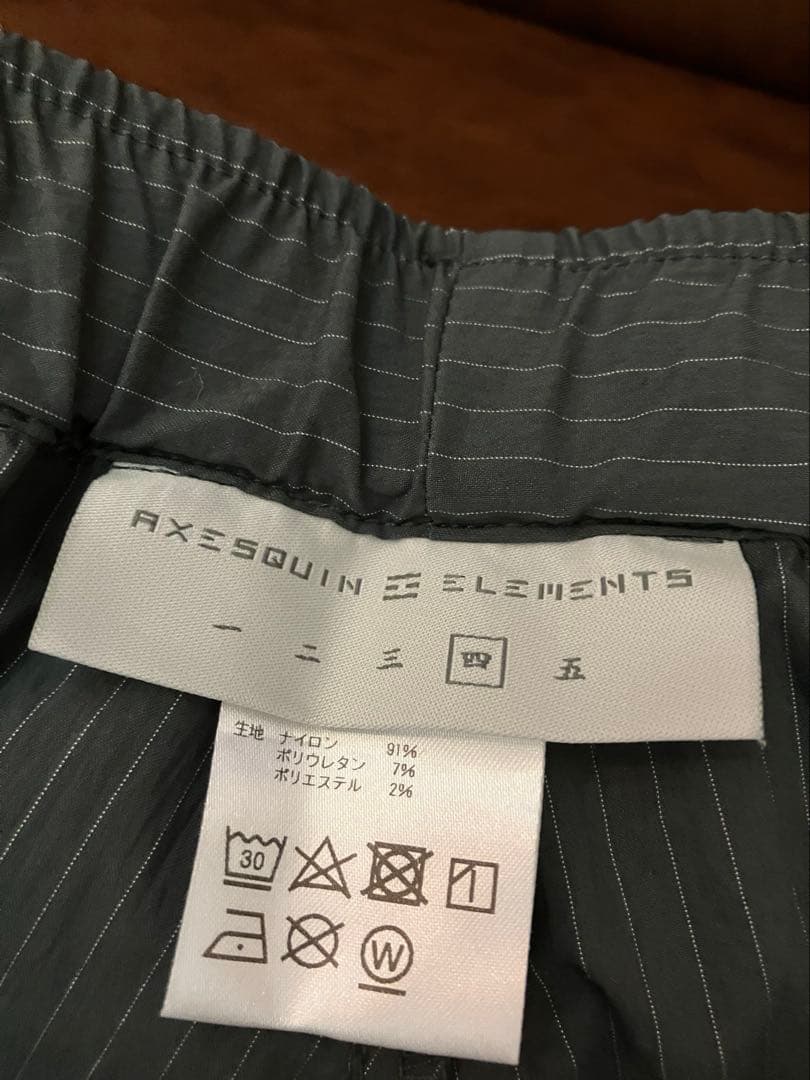 AXESQUIN ELEMENTS
一 二 三 四 五
生地 ナイロン 91%
ポリウレタン 7%
ポリエステル 2%
30
W